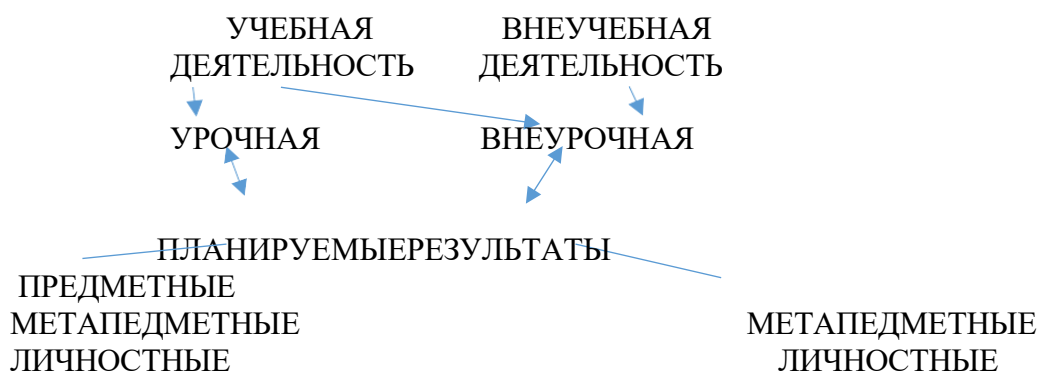 УЧЕБНАЯ ВНЕУЧЕБНАЯ
ДЕЯТЕЛЬНОСТЬ ДЕЯТЕЛЬНОСТЬ
УРОЧНАЯ ВНЕУРОЧНАЯ
ПЛАНИРУЕМЫЕРЕЗУЛЬТАТЫ
ПРЕДМЕТНЫЕ
МЕТАПЕДМЕТНЫЕ МЕТАПЕДМЕТНЫЕ
ЛИЧНОСТНЫЕ ЛИЧНОСТНЫЕ